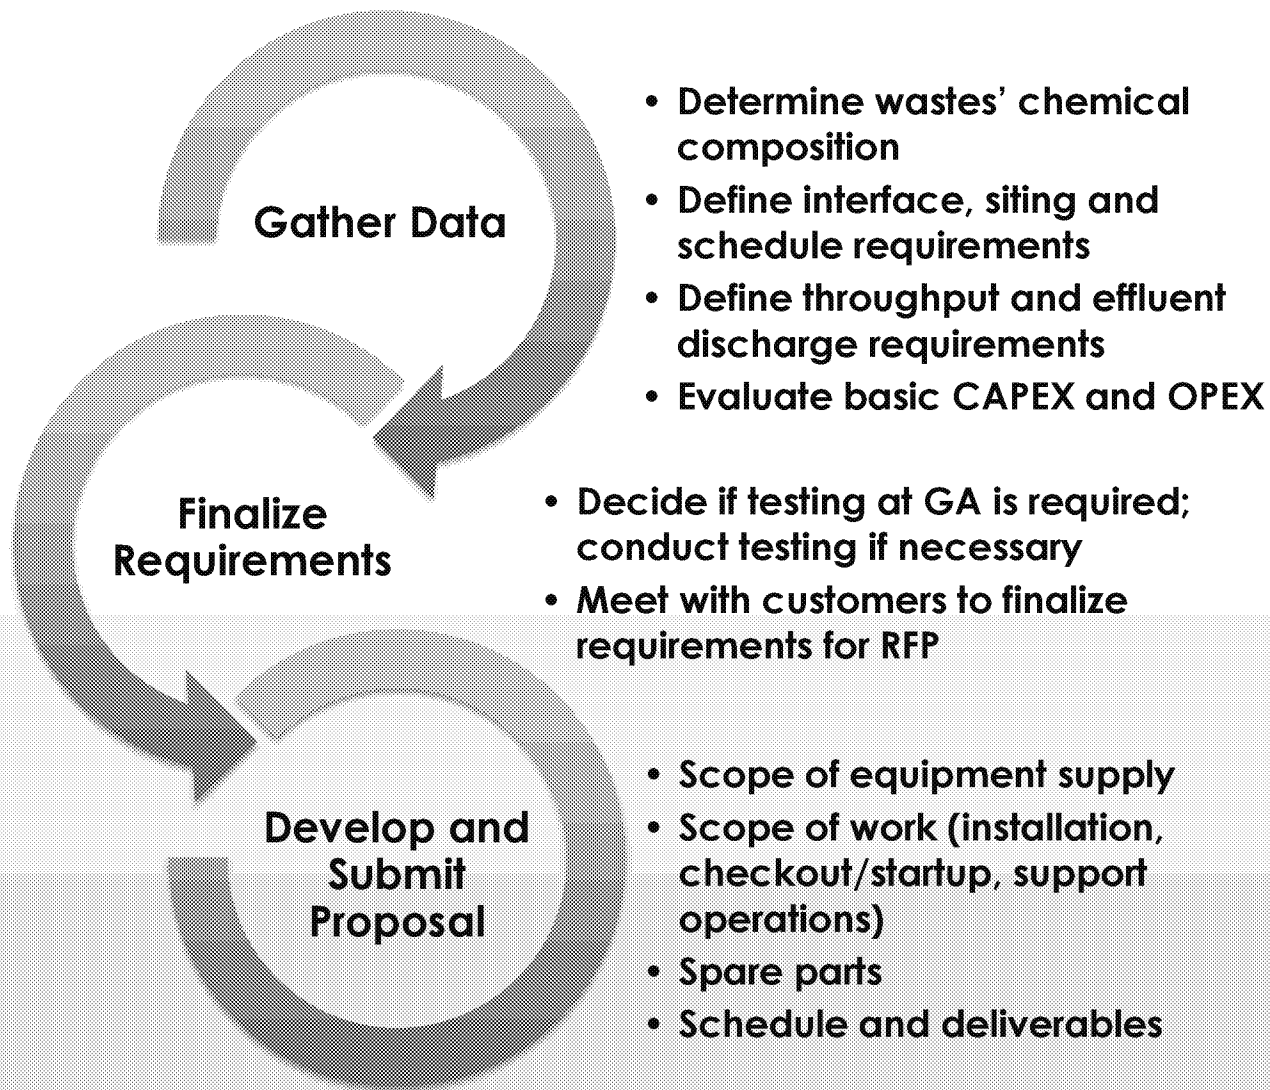 Gather Data
• Determine wastes’ chemical
composition
• Define interface, siting and
schedule requirements
• Define throughput and effluent
discharge requirements
• Evaluate basic CAPEX and OPEX
Finalize
Requirements
• Decide if testing at GA is required;
conduct testing if necessary
• Meet with customers to finalize
requirements for RFP
Develop and
Submit
Proposal
• Scope of equipment supply
• Scope of work (installation,
checkout/startup, support
operations)
• Spare parts
• Schedule and deliverables